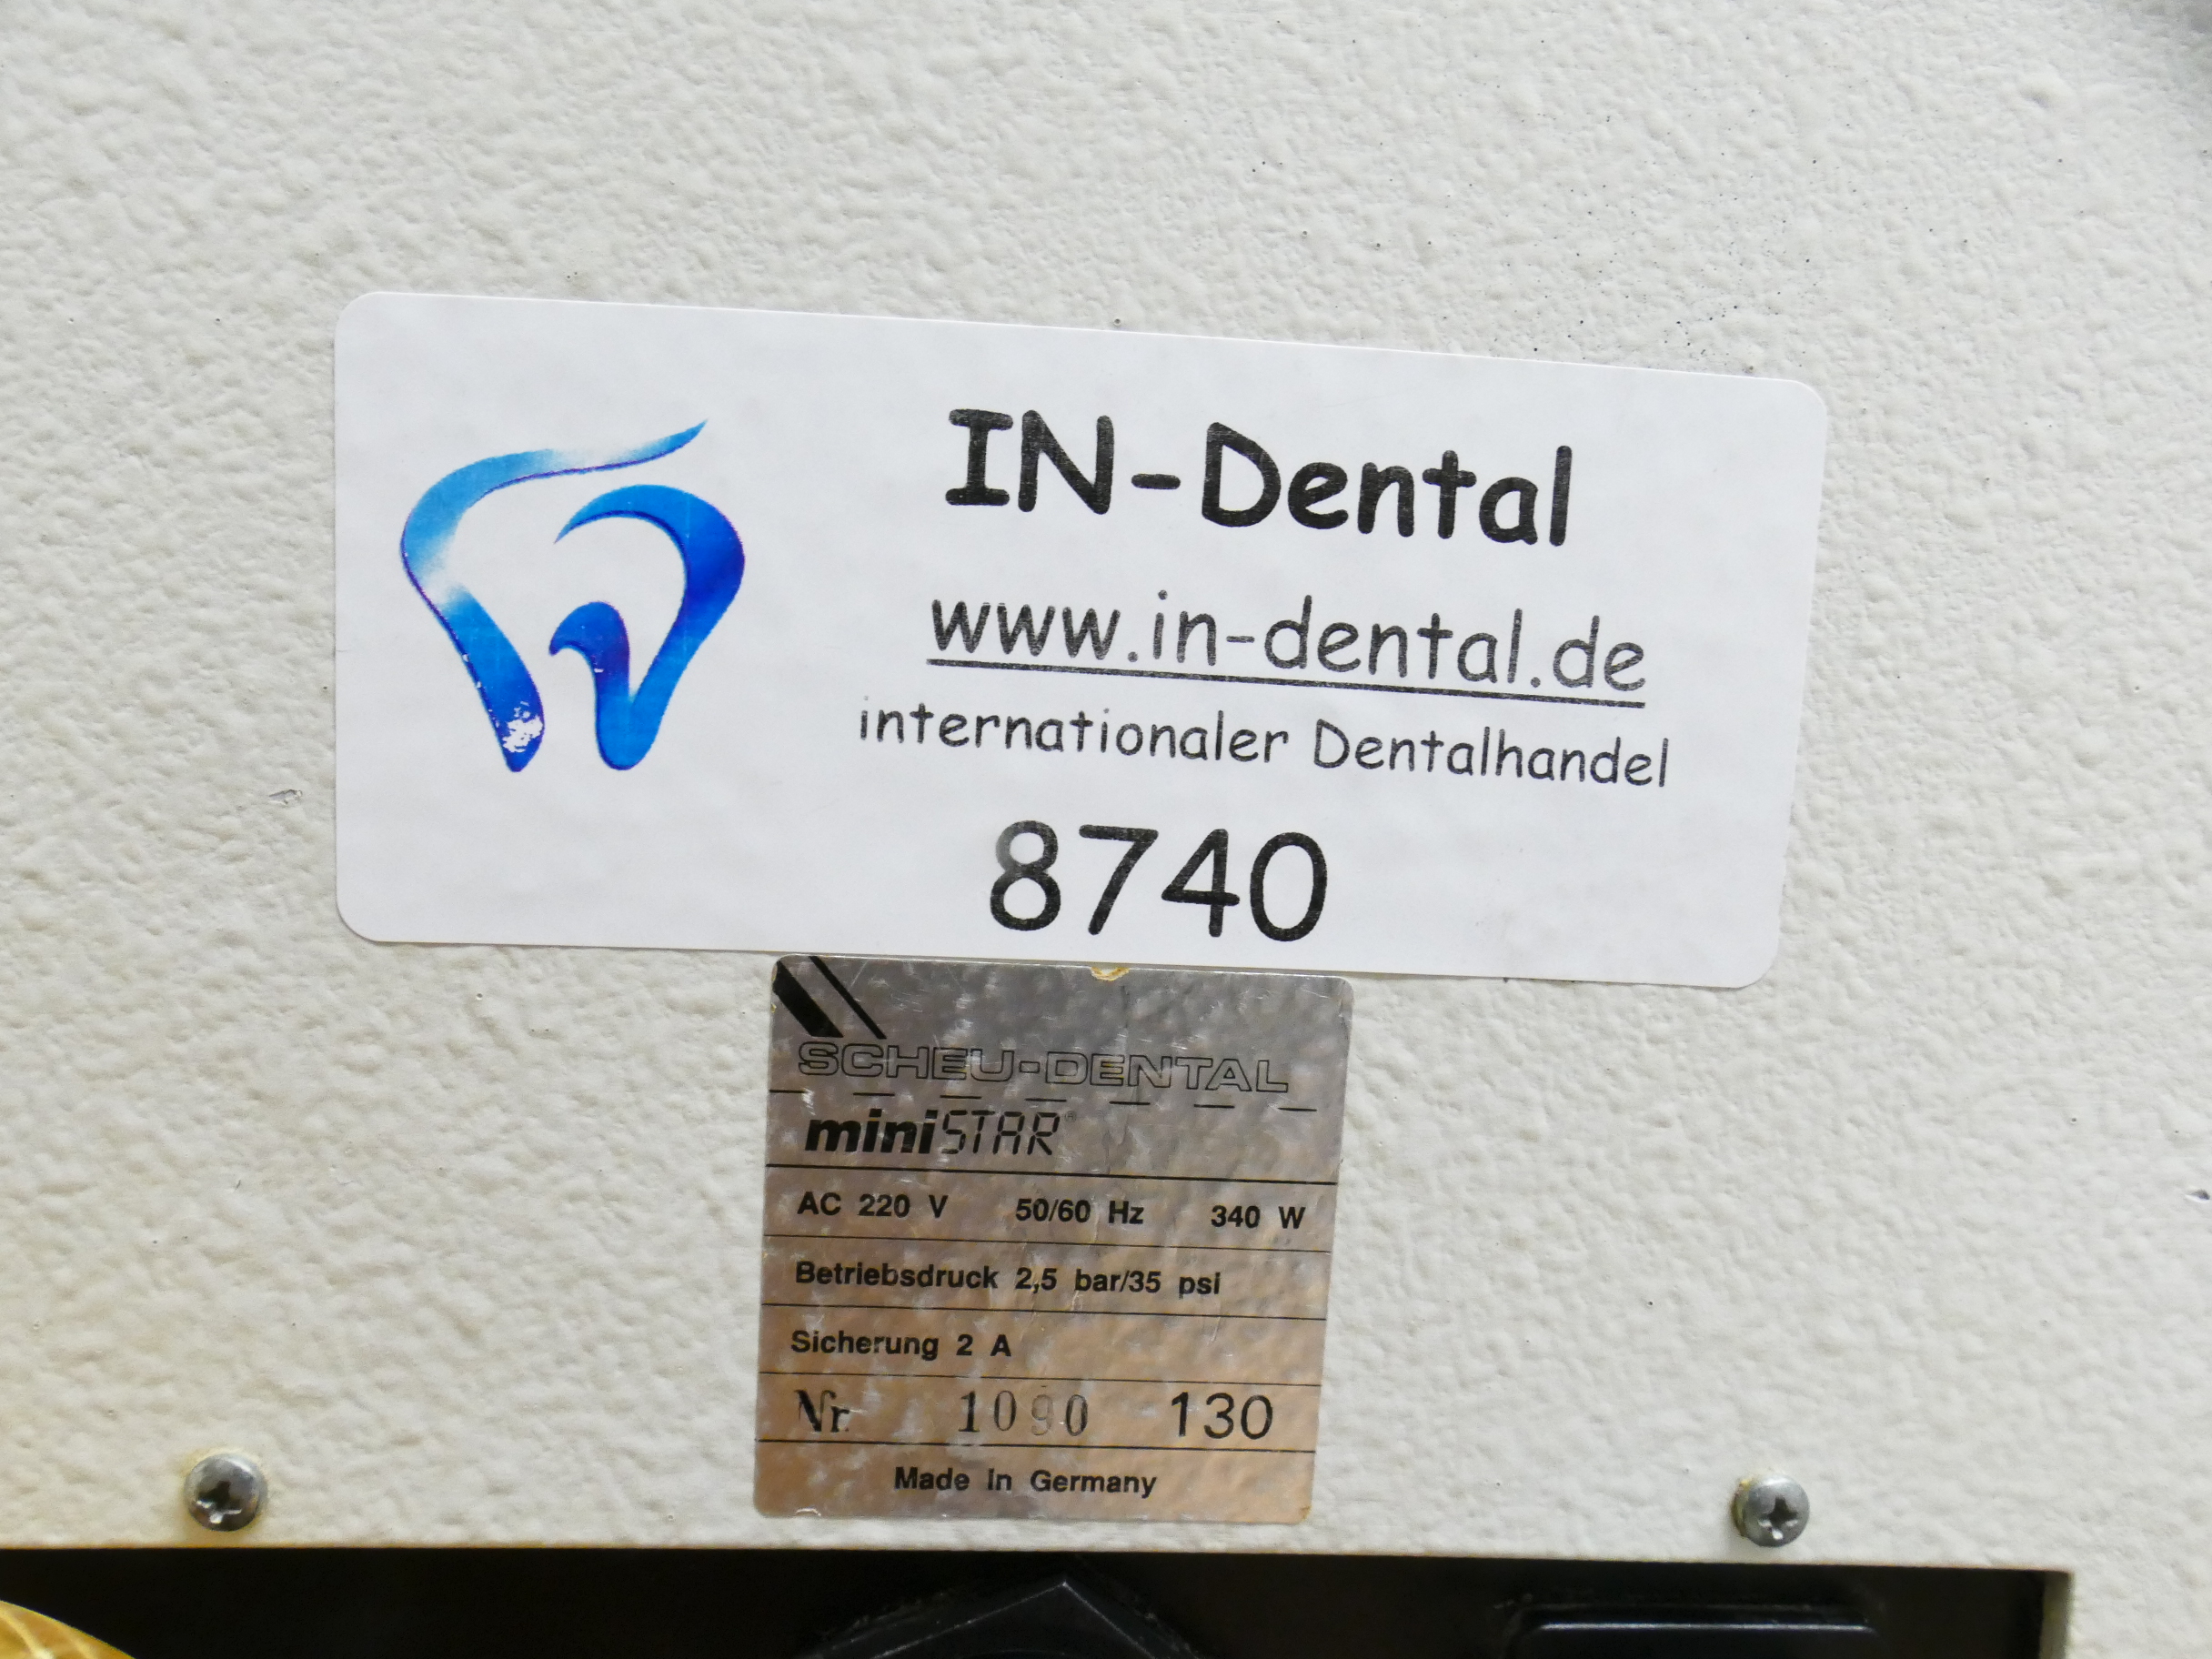 IN-Dental
www.in-dental.de
internationaler Dentalhandel
8740
SCHEU-DENTAL
miniSTAR®
AC 220 V 50/60 Hz 340 W
Betriebsdruck 2,5 bar/35 psi
Sicherung 2 A
Nr. 1090 130
Made in Germany